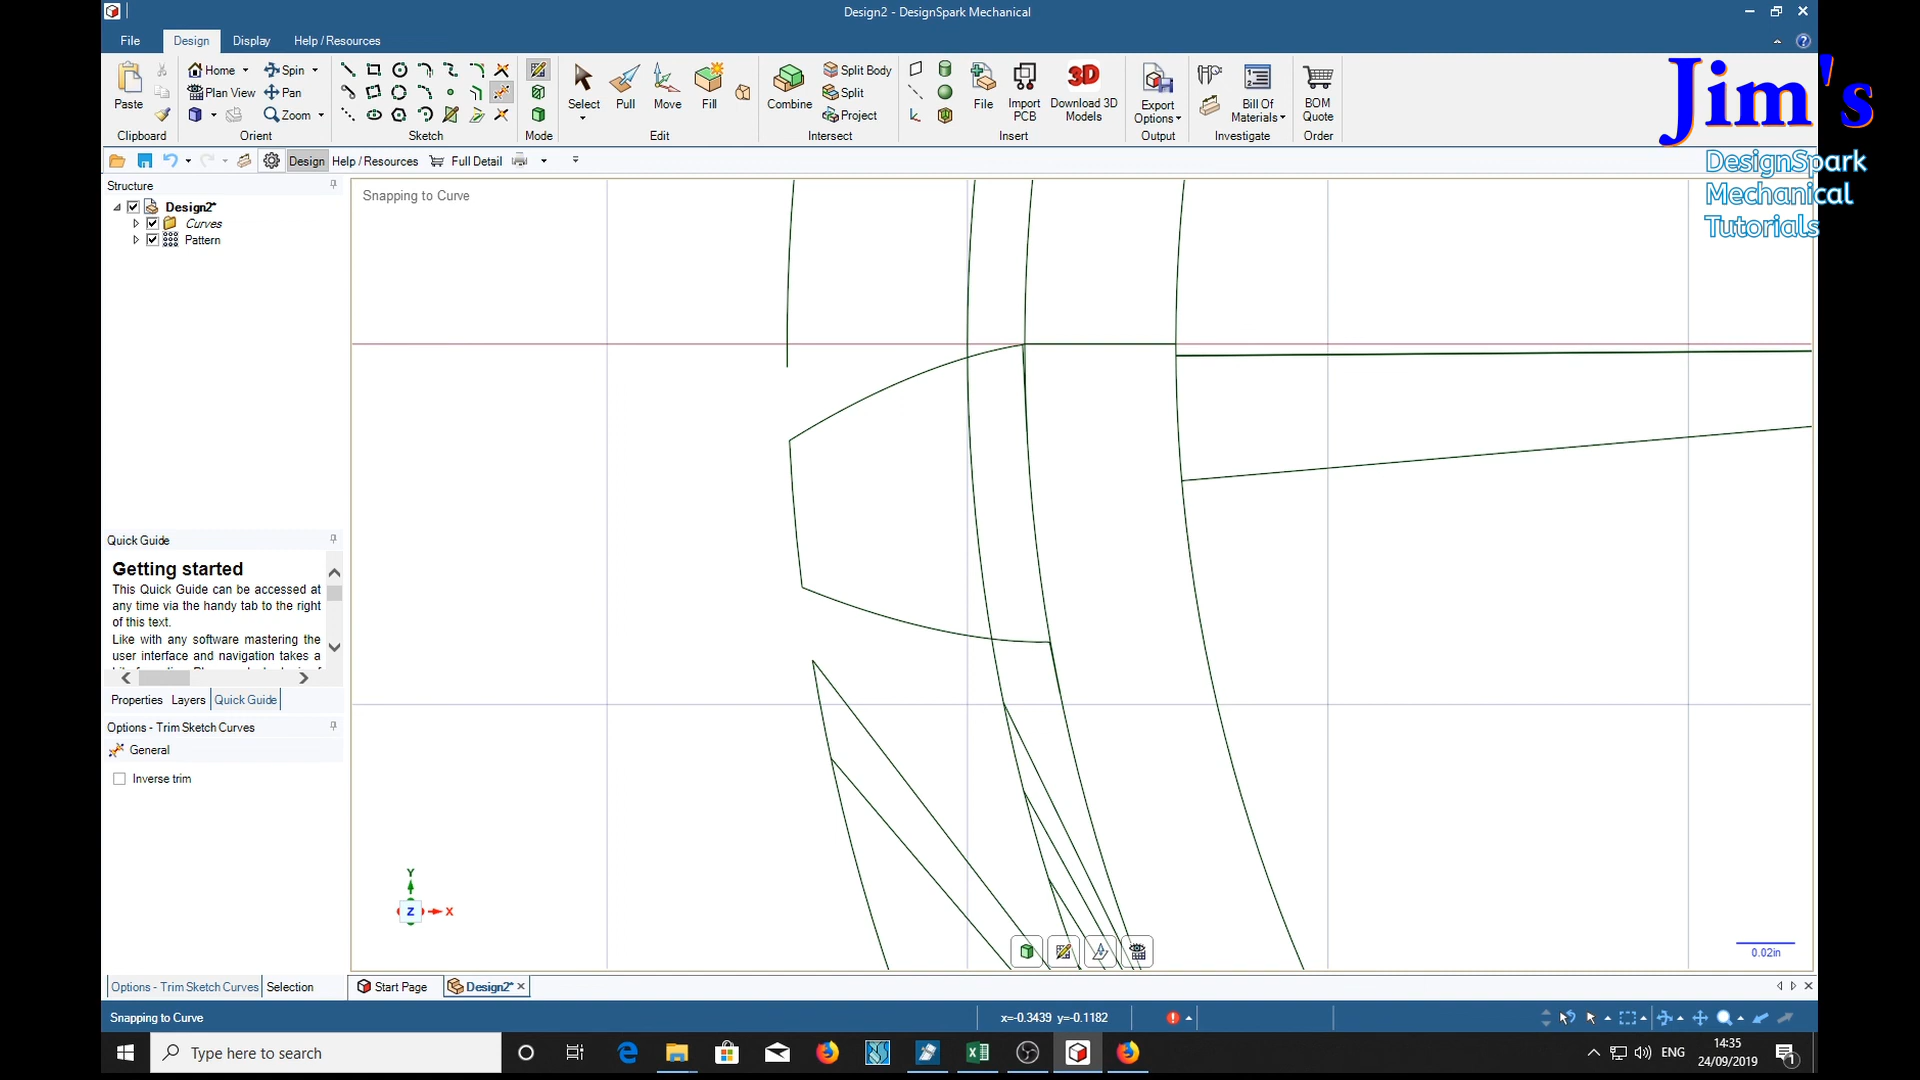 Design2 - DesignSpark Mechanical
File
Design
Display
Help / Resources
Paste
Home
Plan View
Spin
Pan
Zoom
Select
Pull
Move
Fill
Combine
Split Body
Split
Project
File
Import
PCB
Download 3D
Models
3D
Export
Options
Bill Of
Materials
BOM
Quote
Clipboard
Orient
Sketch
Mode
Edit
Intersect
Insert
Output
Investigate
Order
Jim's
DesignSpark
Mechanical
Tutorials
Design
Help / Resources
Full Detail
Structure
Design2*
Curves
Pattern
Snapping to Curve
Quick Guide
Getting started
This Quick Guide can be accessed at
any time via the handy tab to the right
of this text.
Like with any software mastering the
user interface and navigation takes a
Properties
Layers
Quick Guide
Options - Trim Sketch Curves
General
Inverse trim
Y
Z
X
0.02in
Options - Trim Sketch Curves
Selection
Start Page
Design2*
Snapping to Curve
x=-0.3439 y=-0.1182
Type here to search
ENG
14:35
24/09/2019
1